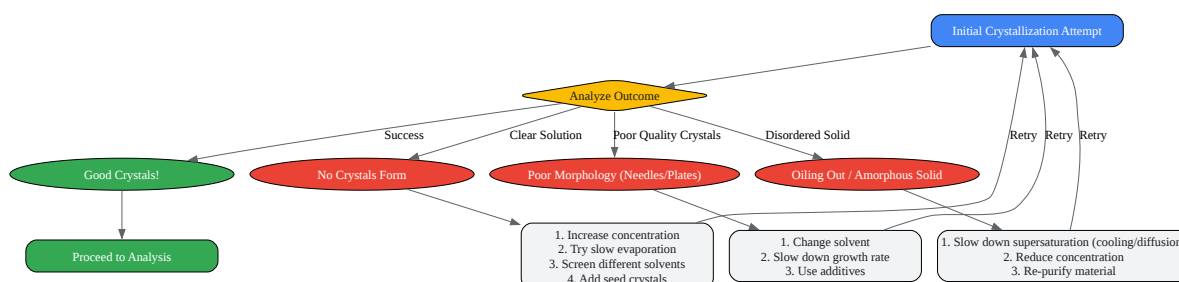 Initial Crystallization Attempt
Analyze Outcome
Success
Clear Solution
Poor Quality Crystals
Disordered Solid
Retry
Retry
Retry
Good Crystals!
No Crystals Form
Poor Morphology (Needles/Plates)
Oiling Out / Amorphous Solid
Proceed to Analysis
1. Increase concentration
2. Try slow evaporation
3. Screen different solvents
4. Add seed crystals
1. Change solvent
2. Slow down growth rate
3. Use additives
1. Slow down supersaturation (cooling/diffusion
2. Reduce concentration
3. Re-purify material